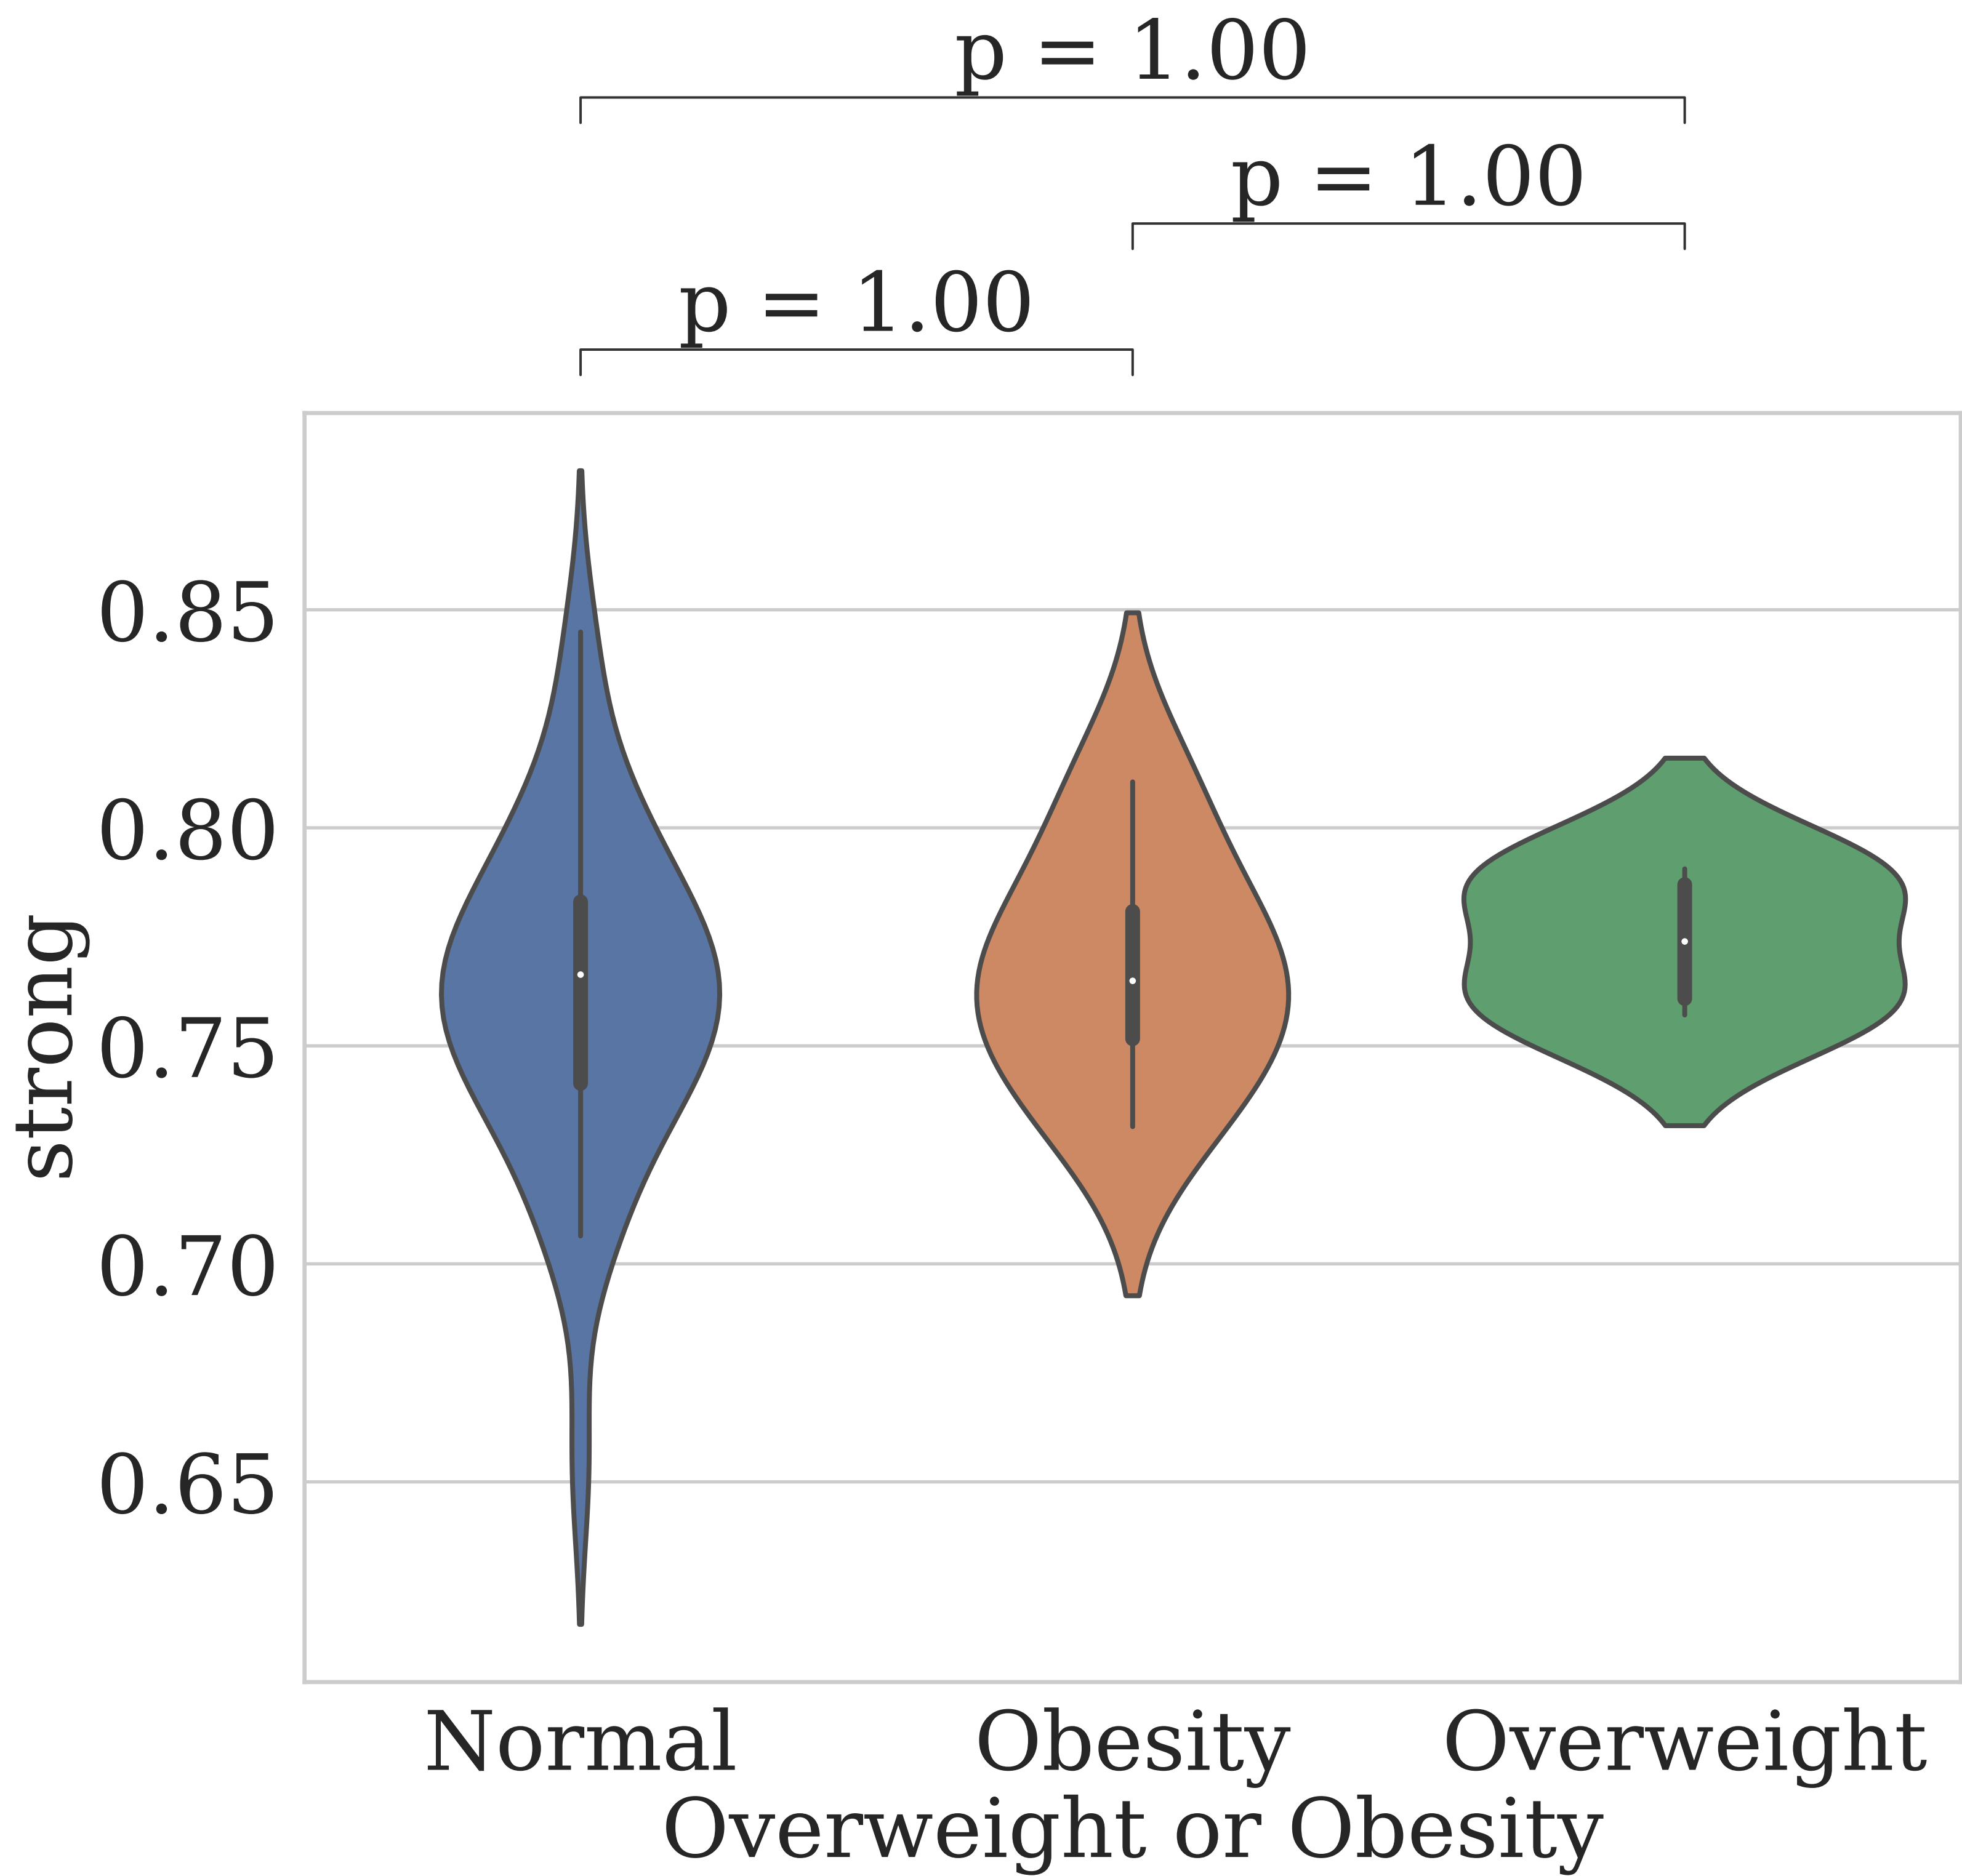 p = 1.00
p = 1.00
p = 1.00
0.85
0.80
0.75
0.70
0.65
strong
Normal Obesity Overweight
Overweight or Obesity